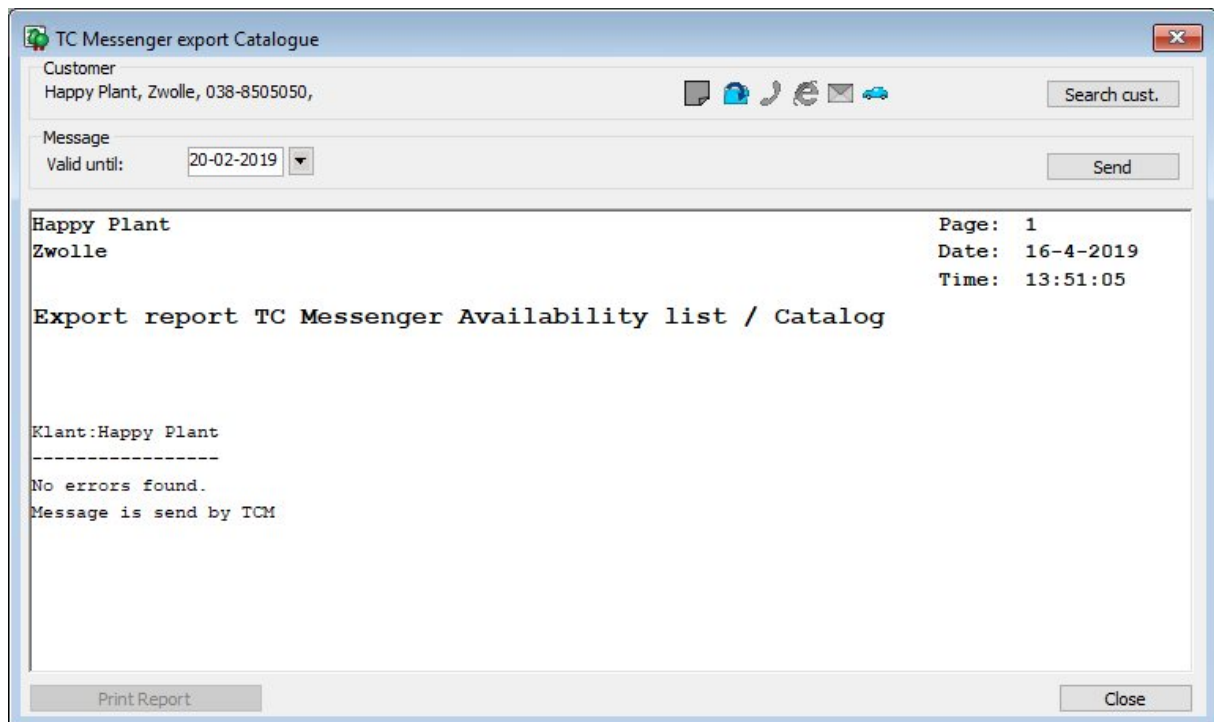 TC Messenger export Catalogue
Customer
Happy Plant, Zwolle, 038-8505050,
Search cust.
Message
Valid until: 20-02-2019
Send
Happy Plant Page: 1
Zwolle Date: 16-4-2019
Time: 13:51:05
Export report TC Messenger Availability list / Catalog
Klant:Happy Plant
-----------------
No errors found.
Message is send by TCM
Print Report Close